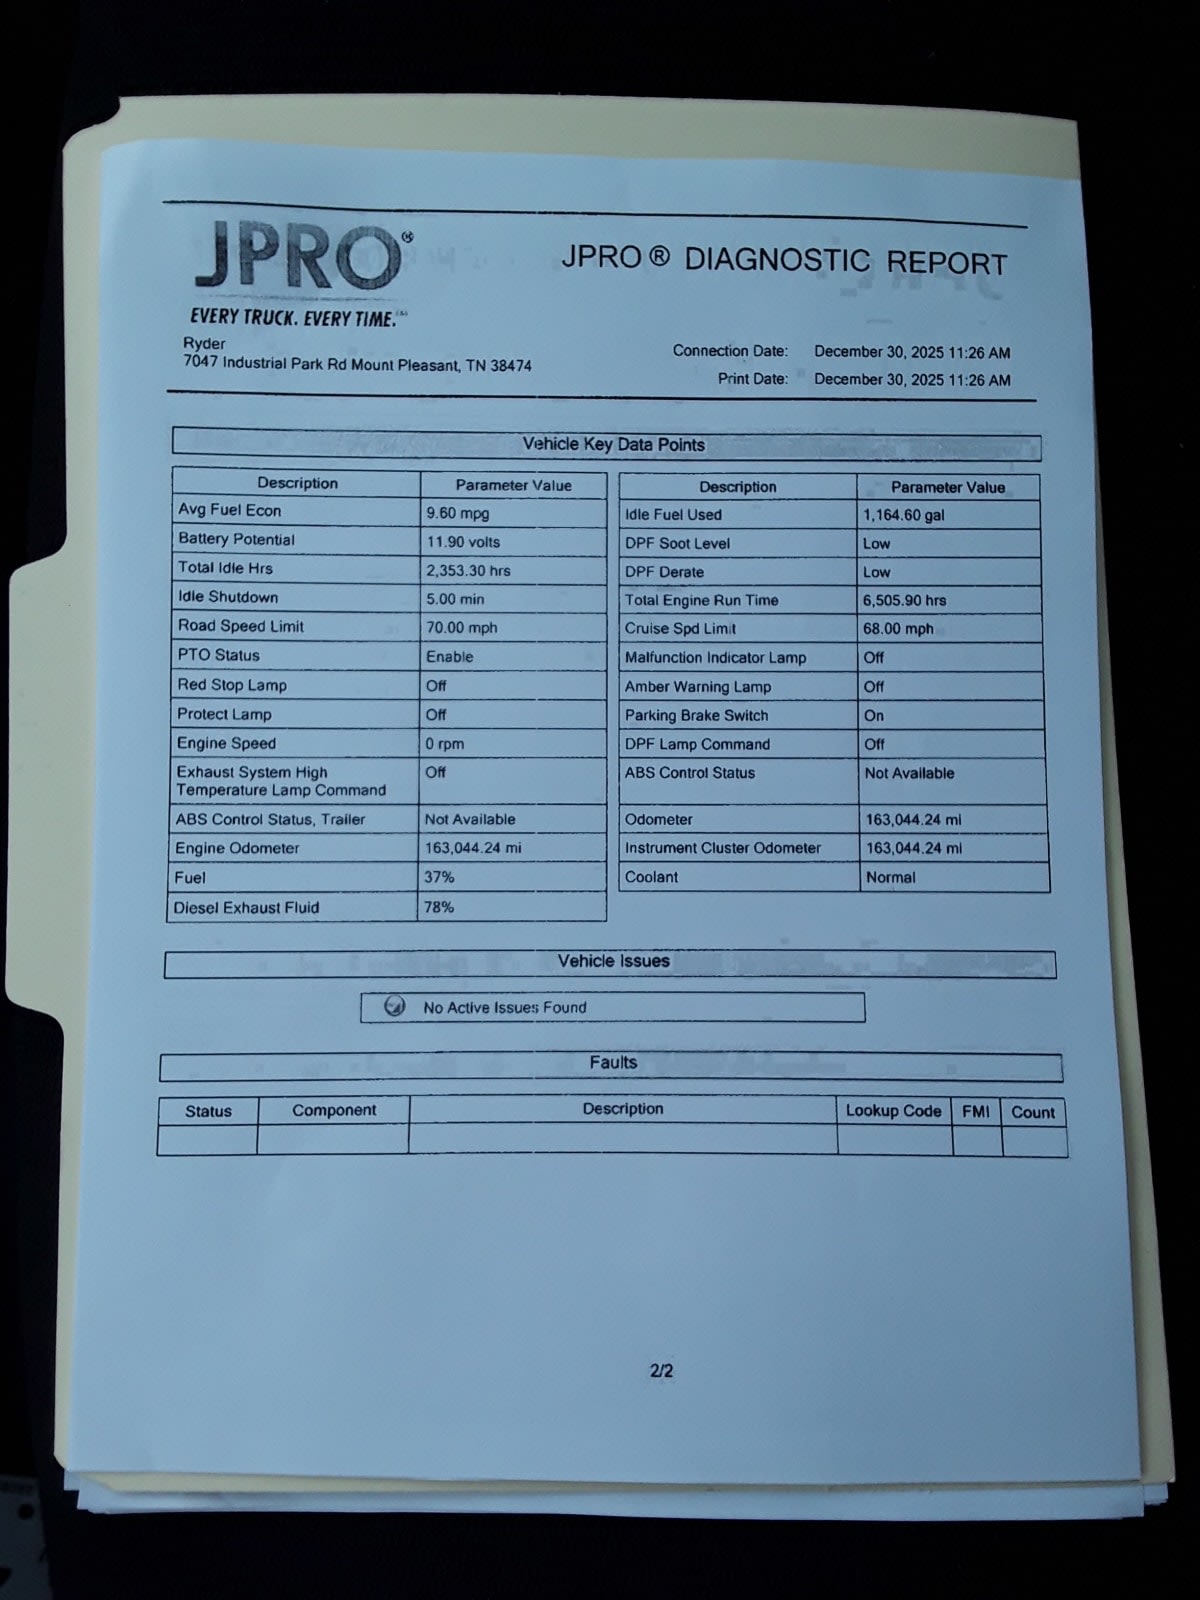 JPRO®
JPRO® DIAGNOSTIC REPORT
EVERY TRUCK. EVERY TIME.
Ryder
7047 Industrial Park Rd Mount Pleasant, TN 38474
Connection Date: December 30, 2025 11:26 AM
Print Date: December 30, 2025 11:26 AM
Vehicle Key Data Points
Description Parameter Value Description Parameter Value
Avg Fuel Econ 9.60 mpg Idle Fuel Used 1,164.60 gal
Battery Potential 11.90 volts DPF Soot Level Low
Total Idle Hrs 2,353.30 hrs DPF Derate Low
Idle Shutdown 5.00 min Total Engine Run Time 6,505.90 hrs
Road Speed Limit 70.00 mph Cruise Spd Limit 68.00 mph
PTO Status Enable Malfunction Indicator Lamp Off
Red Stop Lamp Off Amber Warning Lamp Off
Protect Lamp Off Parking Brake Switch On
Engine Speed 0 rpm DPF Lamp Command Off
Exhaust System High Off ABS Control Status Not Available
Temperature Lamp Command
ABS Control Status, Trailer Not Available Odometer 163,044.24 mi
Engine Odometer 163,044.24 mi Instrument Cluster Odometer 163,044.24 mi
Fuel 37% Coolant Normal
Diesel Exhaust Fluid 78%
Vehicle Issues
No Active Issues Found
Faults
Status Component Description Lookup Code FMI Count
2/2